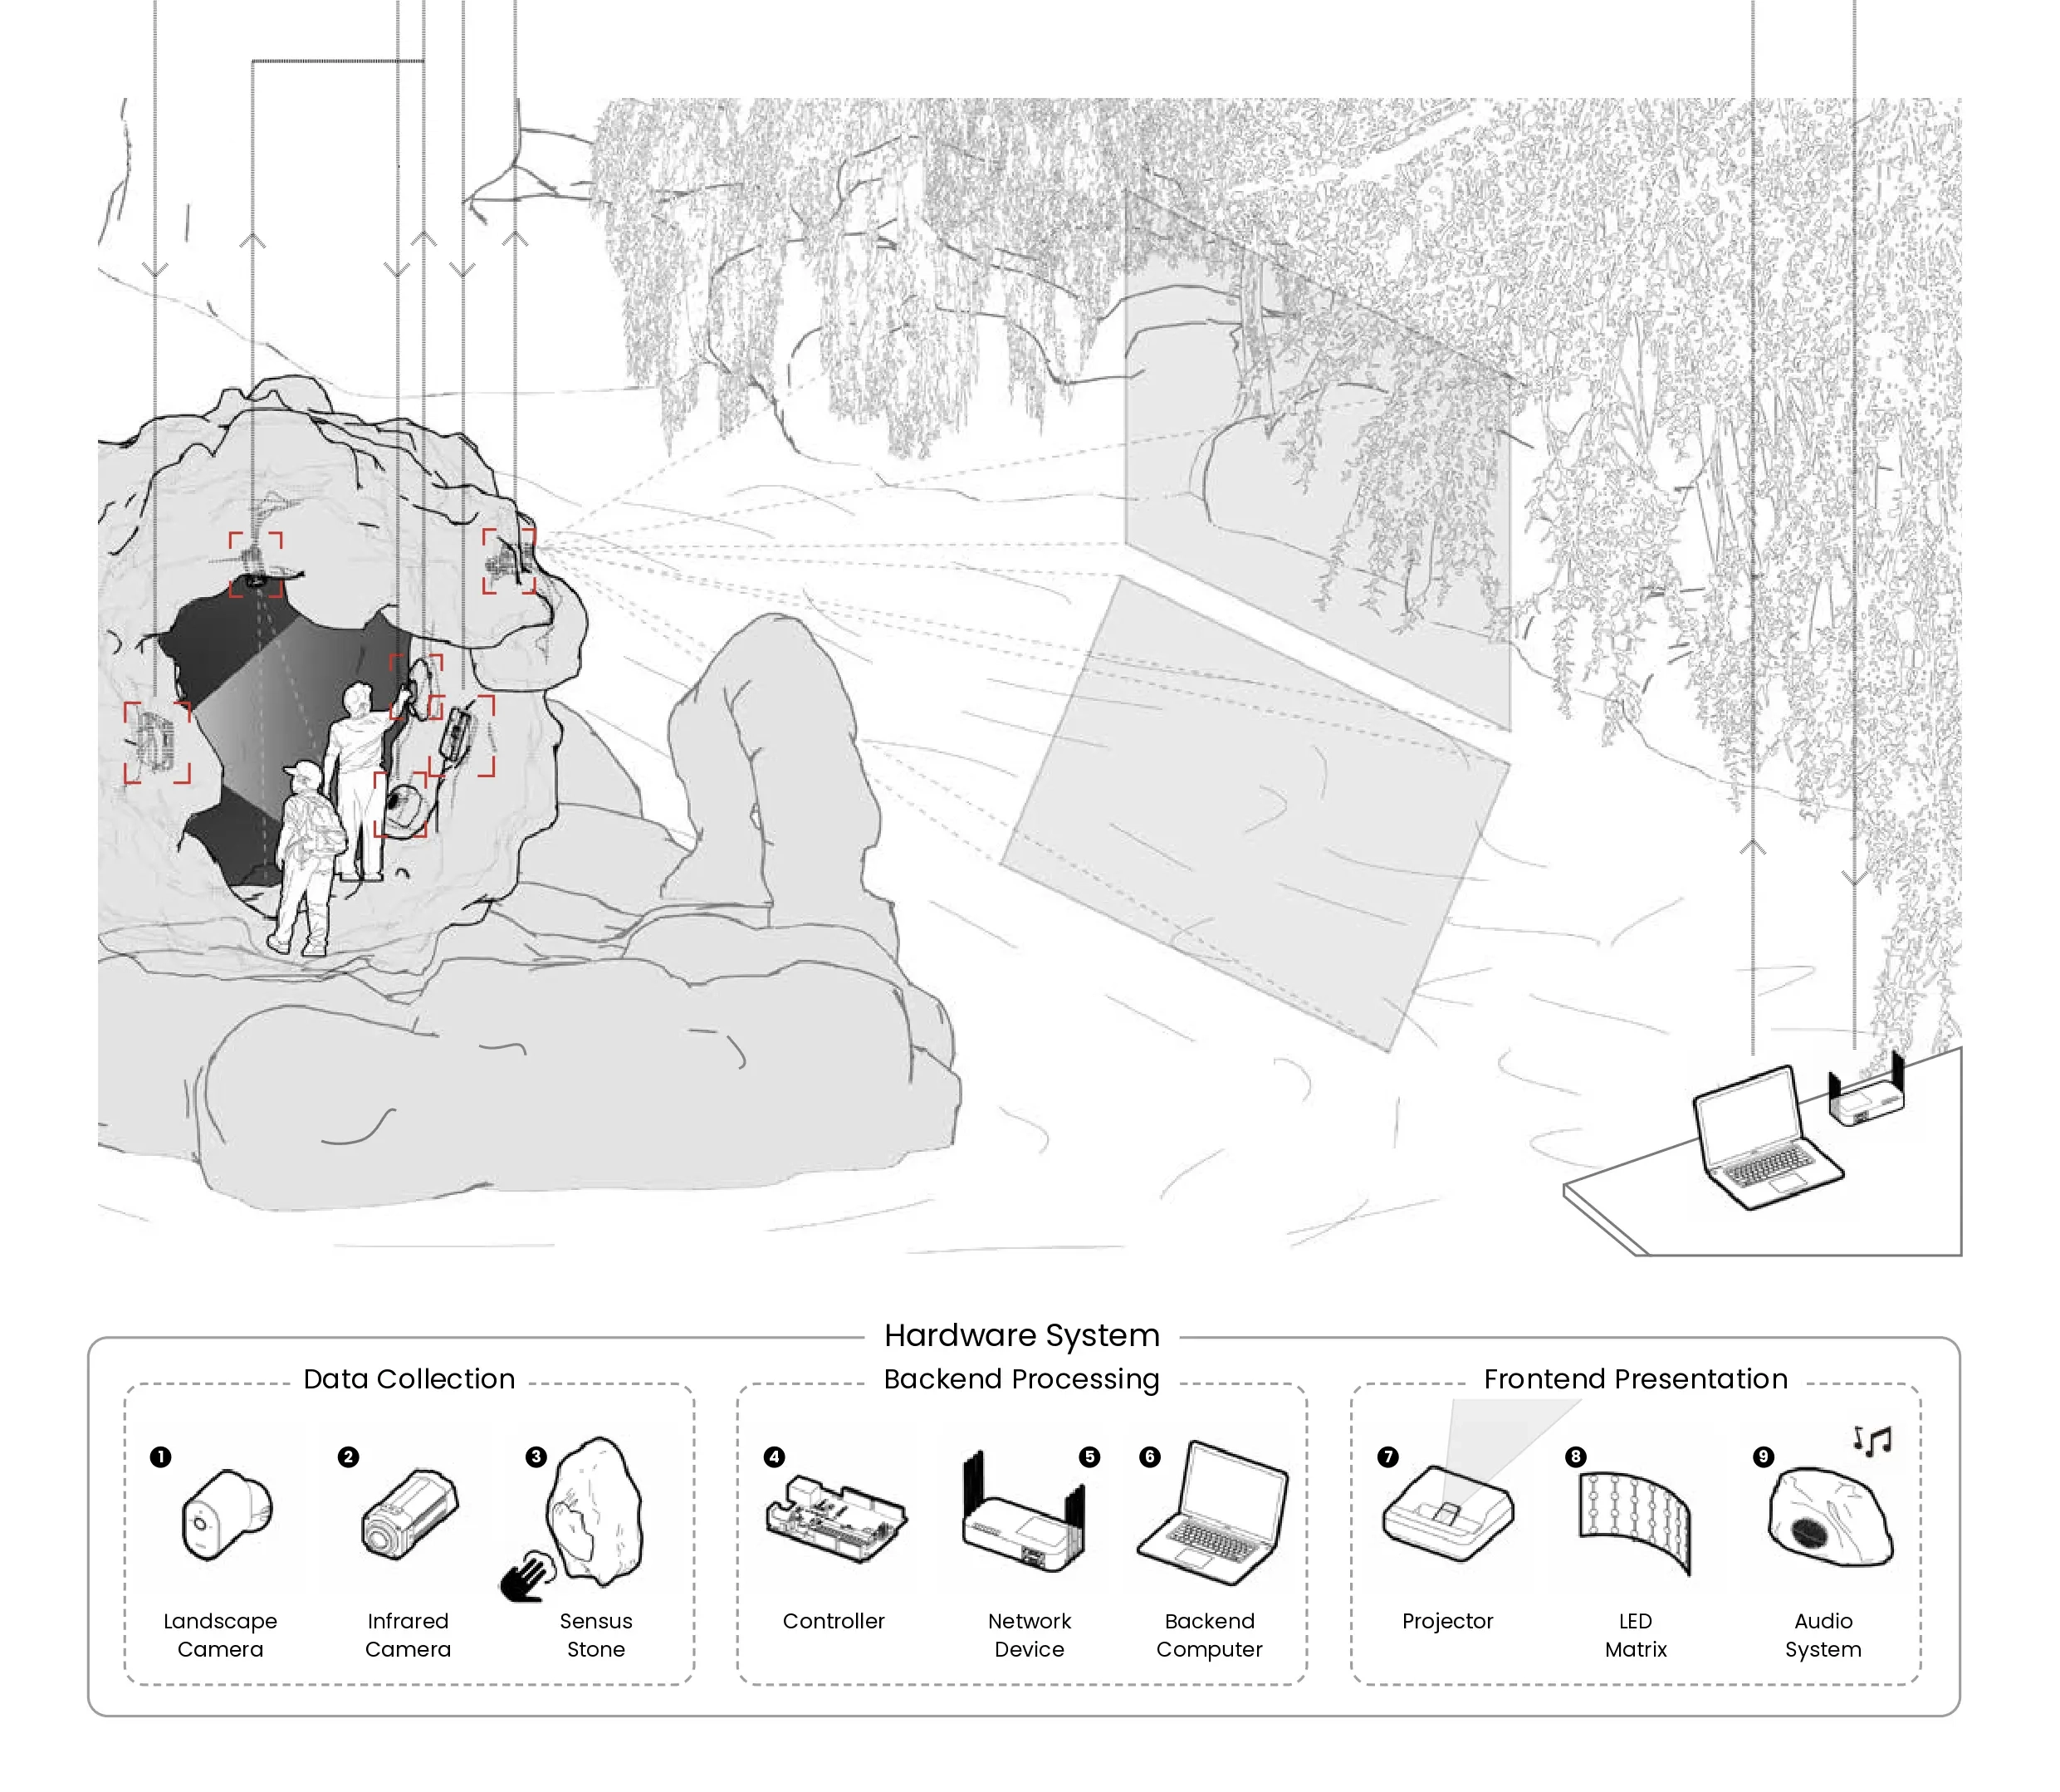 Hardware System
Data Collection
Backend Processing
Frontend Presentation
1
2
3
4
5
6
7
8
9
Landscape
Camera
Infrared
Camera
Sensus
Stone
Controller
Network
Device
Backend
Computer
Projector
LED
Matrix
Audio
System